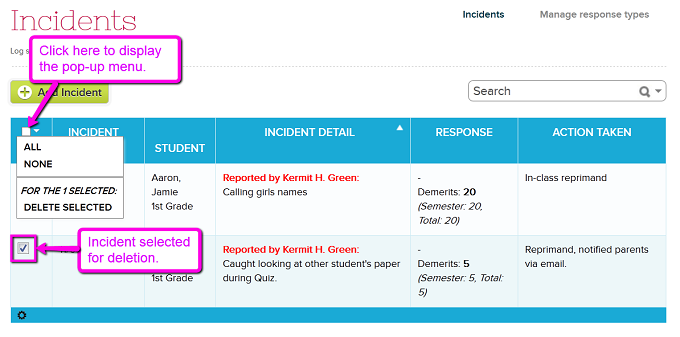 Incidents
Incidents
Manage response types
Log
Click here to display
the pop-up menu.
Add Incident
Search
INCIDENT
STUDENT
INCIDENT DETAIL
RESPONSE
ACTION TAKEN
ALL
NONE
FOR THE 1 SELECTED:
DELETE SELECTED
Aaron,
Jamie
1st Grade
Reported by Kermit H. Green:
Calling girls names
-
Demerits: 20
(Semester: 20,
Total: 20)
In-class reprimand
Incident selected
for deletion.
1st Grade
Reported by Kermit H. Green:
Caught looking at other student's paper
during Quiz.
-
Demerits: 5
(Semester: 5, Total:
5)
Reprimand, notified parents
via email.